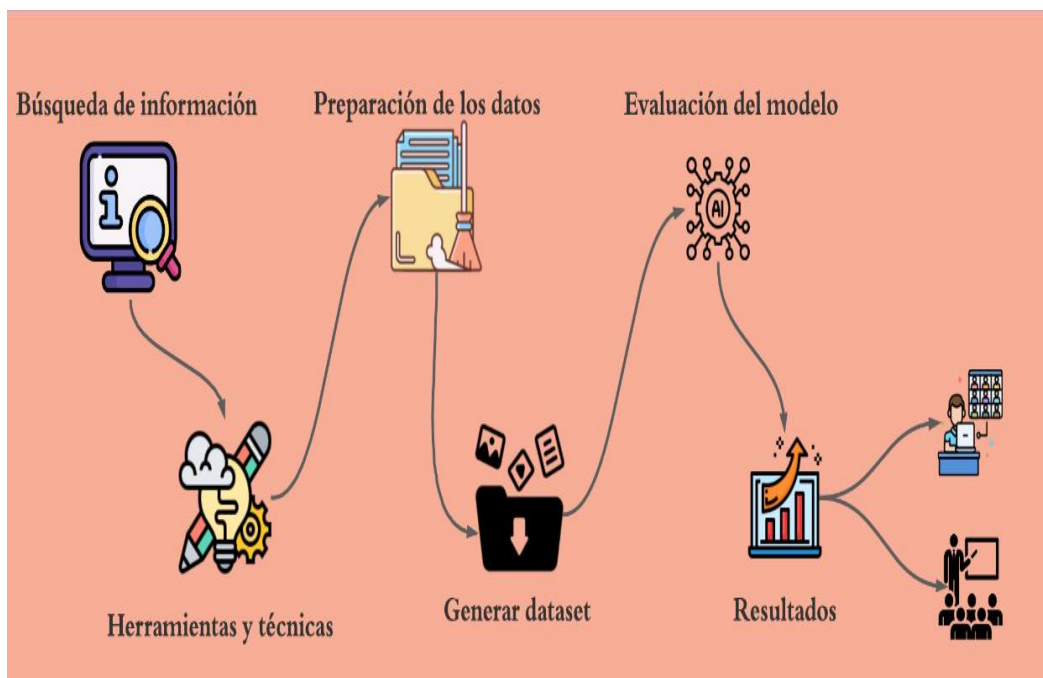 Búsqueda de información
Preparación de los datos
Evaluación del modelo
AI
Herramientas y técnicas
Generar dataset
Resultados